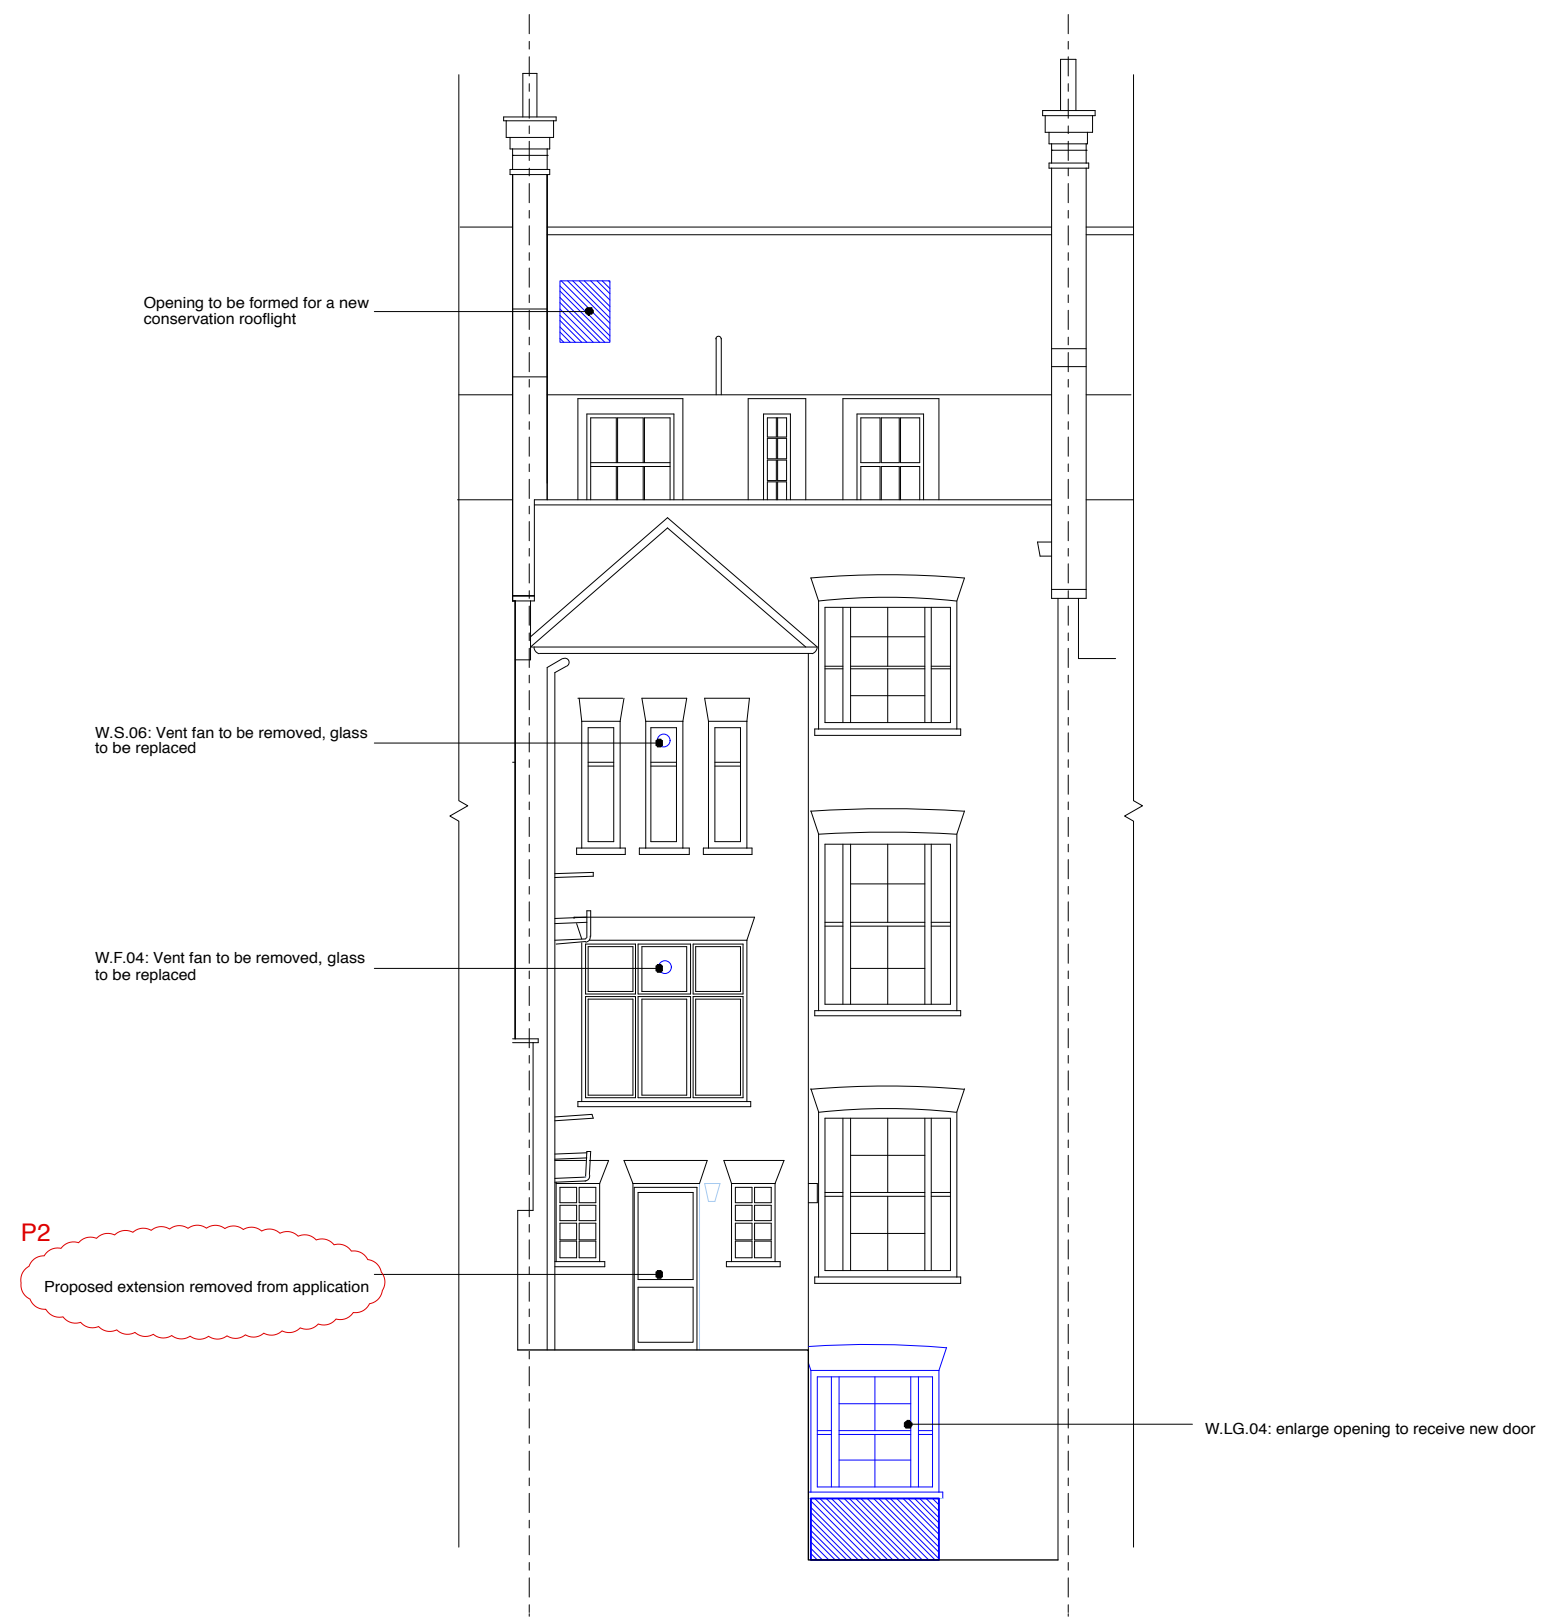 Opening to be formed for a new
conservation rooflight
W.S.06: Vent fan to be removed, glass
to be replaced
W.F.04: Vent fan to be removed, glass
to be replaced
P2
Proposed extension removed from application
W.LG.04: enlarge opening to receive new door